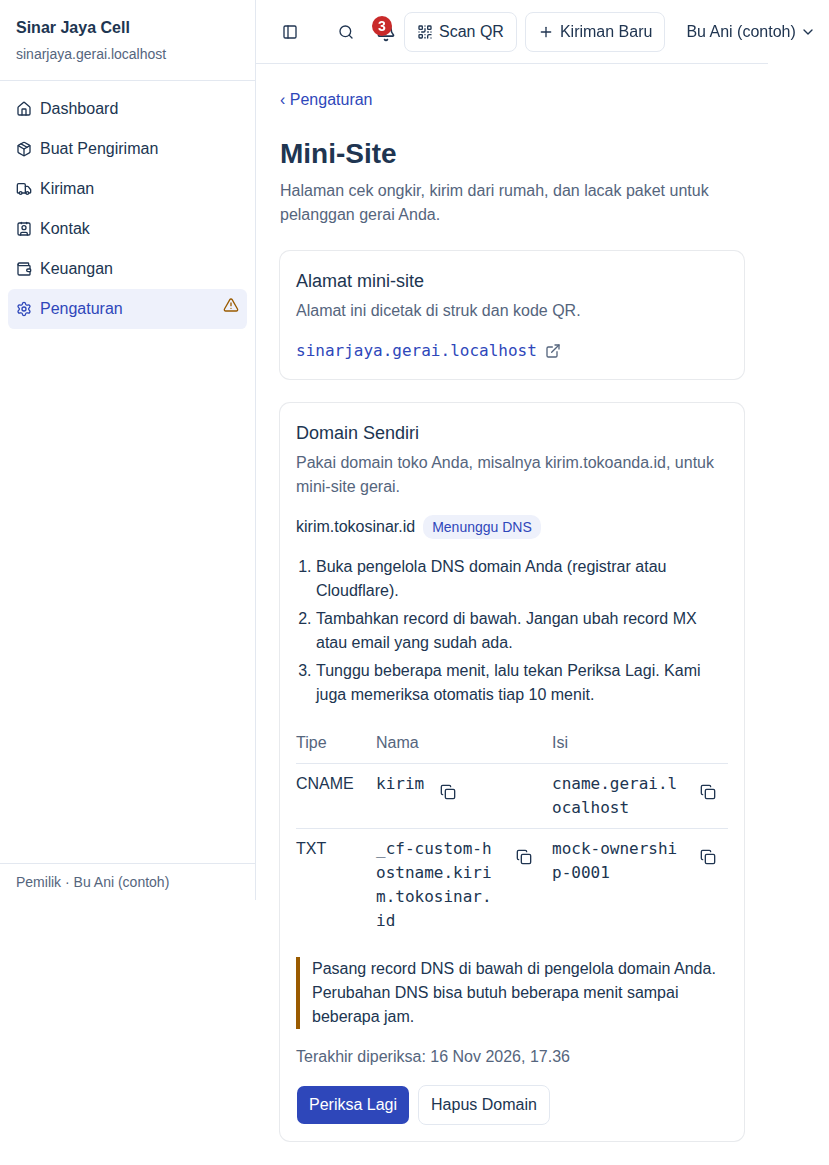 Sinar Jaya Cell
sinarjaya.gerai.localhost
Dashboard
Buat Pengiriman
Kiriman
Kontak
Keuangan
Pengaturan
Pemilik · Bu Ani (contoh)
3
Scan QR
Kiriman Baru
Bu Ani (contoh)
‹ Pengaturan
Mini-Site
Halaman cek ongkir, kirim dari rumah, dan lacak paket untuk
pelanggan gerai Anda.
Alamat mini-site
Alamat ini dicetak di struk dan kode QR.
sinarjaya.gerai.localhost
Domain Sendiri
Pakai domain toko Anda, misalnya kirim.tokoanda.id, untuk
mini-site gerai.
kirim.tokosinar.id Menunggu DNS
1. Buka pengelola DNS domain Anda (registrar atau
Cloudflare).
2. Tambahkan record di bawah. Jangan ubah record MX
atau email yang sudah ada.
3. Tunggu beberapa menit, lalu tekan Periksa Lagi. Kami
juga memeriksa otomatis tiap 10 menit.
Tipe Nama Isi
CNAME kirim cname.gerai.l
ocalhost
TXT _cf-custom-h mock-ownershi
ostname.kiri p-0001
m.tokosinar.
id
Pasang record DNS di bawah di pengelola domain Anda.
Perubahan DNS bisa butuh beberapa menit sampai
beberapa jam.
Terakhir diperiksa: 16 Nov 2026, 17.36
Periksa Lagi
Hapus Domain